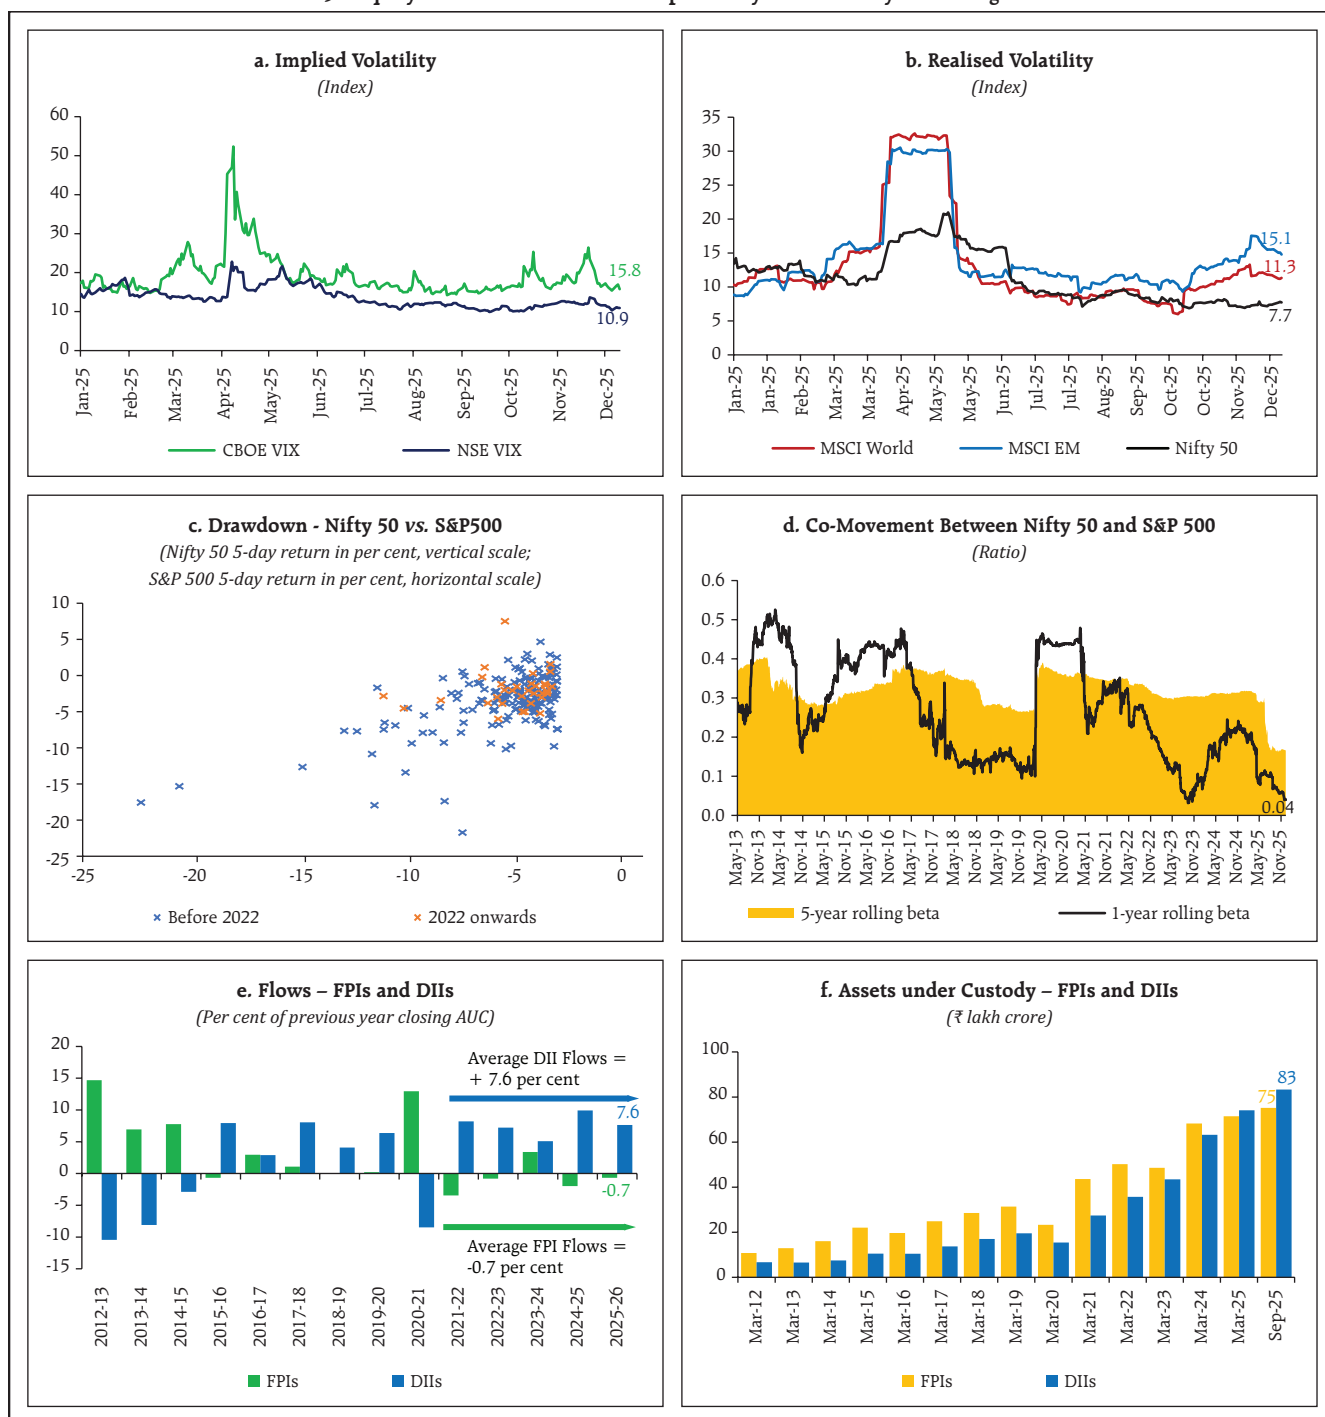 a. Implied Volatility
(Index)
60
50
40
30
20
10
0
15.8
10.9
Jan-25
Feb-25
Mar-25
Apr-25
May-25
Jun-25
Jul-25
Aug-25
Sep-25
Oct-25
Nov-25
Dec-25
CBOE VIX
NSE VIX
b. Realised Volatility
(Index)
35
30
25
20
15
10
5
0
15.1
11.3
7.7
Jan-25
Jan-25
Feb-25
Mar-25
Mar-25
Apr-25
May-25
May-25
Jun-25
Jul-25
Jul-25
Aug-25
Sep-25
Oct-25
Oct-25
Nov-25
Dec-25
MSCI World
MSCI EM
Nifty 50
c. Drawdown - Nifty 50 vs. S&P500
(Nifty 50 5-day return in per cent, vertical scale;
S&P 500 5-day return in per cent, horizontal scale)
10
5
0
-5
-10
-15
-20
-25
-25
-20
-15
-10
-5
0
Before 2022
2022 onwards
d. Co-Movement Between Nifty 50 and S&P 500
(Ratio)
0.6
0.5
0.4
0.3
0.2
0.1
0.0
0.04
May-13
Nov-13
May-14
Nov-14
May-15
Nov-15
May-16
Nov-16
May-17
Nov-17
May-18
Nov-18
May-19
Nov-19
May-20
Nov-20
May-21
Nov-21
May-22
Nov-22
May-23
Nov-23
May-24
Nov-24
May-25
Nov-25
5-year rolling beta
1-year rolling beta
e. Flows – FPIs and DIIs
(Per cent of previous year closing AUC)
20
15
10
5
0
-5
-10
-15
Average DII Flows =
+ 7.6 per cent
7.6
-0.7
Average FPI Flows =
-0.7 per cent
2012-13
2013-14
2014-15
2015-16
2016-17
2017-18
2018-19
2019-20
2020-21
2021-22
2022-23
2023-24
2024-25
2025-26
FPIs
DIIs
f. Assets under Custody – FPIs and DIIs
(₹ lakh crore)
100
80
60
40
20
0
75
83
Mar-12
Mar-13
Mar-14
Mar-15
Mar-16
Mar-17
Mar-18
Mar-19
Mar-20
Mar-21
Mar-22
Mar-23
Mar-24
Mar-25
Sep-25
FPIs
DIIs